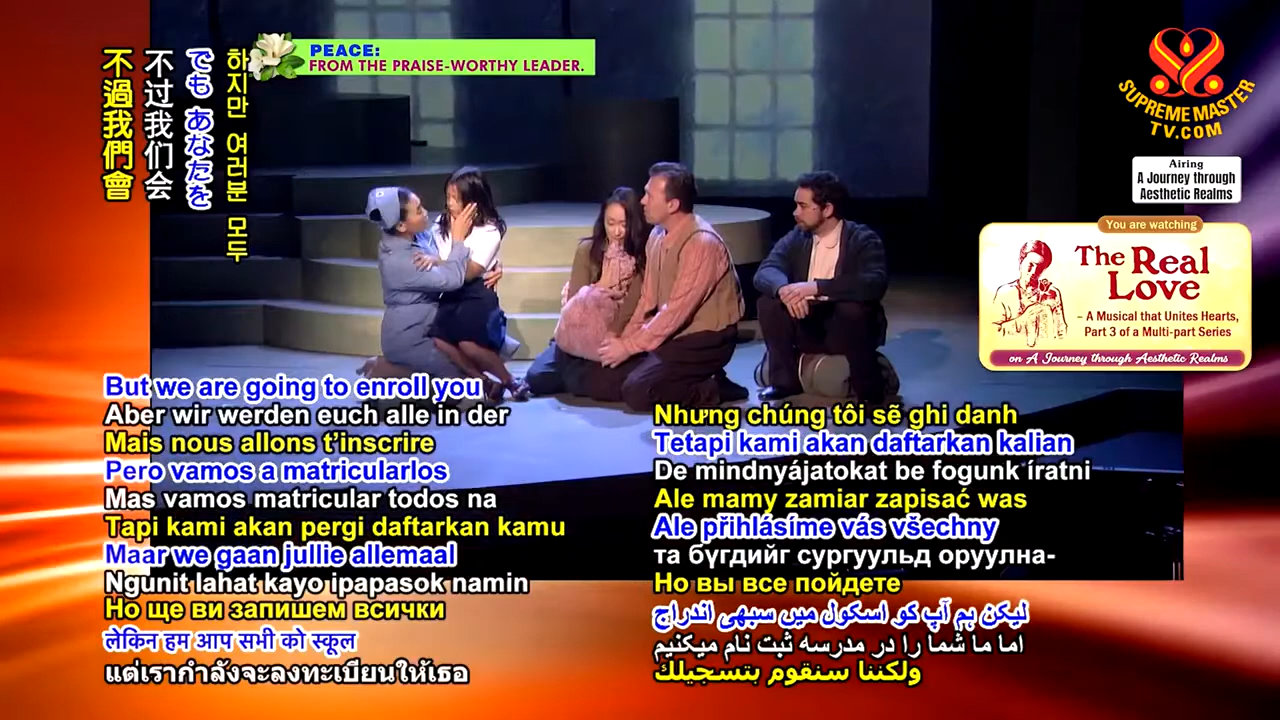 不過我們會
不过我们会
でも あなたを
하지만 여러분 모두
PEACE:
FROM THE PRAISE-WORTHY LEADER.
SUPREME MASTER
TV.COM
Airing
A Journey through
Aesthetic Realms
You are watching
The Real
Love
– A Musical that Unites Hearts,
Part 3 of a Multi-part Series
on A Journey through Aesthetic Realms
But we are going to enroll you
Aber wir werden euch alle in der
Mais nous allons t’inscrire
Pero vamos a matricularlos
Mas vamos matricular todos na
Tapi kami akan pergi daftarkan kamu
Maar we gaan jullie allemaal
Ngunit lahat kayo ipapasok namin
Но ще ви запишем всички
लेकिन हम आप सभी को स्कूल
แต่เรากำลังจะลงทะเบียนให้เธอ
Nhưng chúng tôi sẽ ghi danh
Tetapi kami akan daftarkan kalian
De mindnyájatokat be fogunk íratni
Ale mamy zamiar zapisać was
Ale přihlásíme vás všechny
та бүгдийг сургуульд оруулна-
Но вы все пойдете
لیکن ہم آپ کو اسکول میں سبھی اندراج
اما ما شما را در مدرسه ثبت نام میکنیم
ولكننا سنقوم بتسجيلك